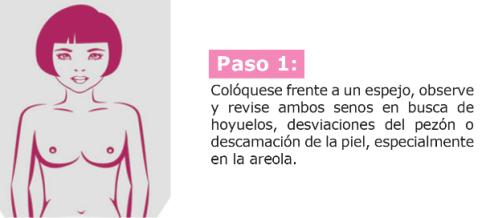 Paso 1:
Colóquese frente a un espejo, observe
y revise ambos senos en busca de
hoyuelos, desviaciones del pezón o
descamación de la piel, especialmente
en la areola.